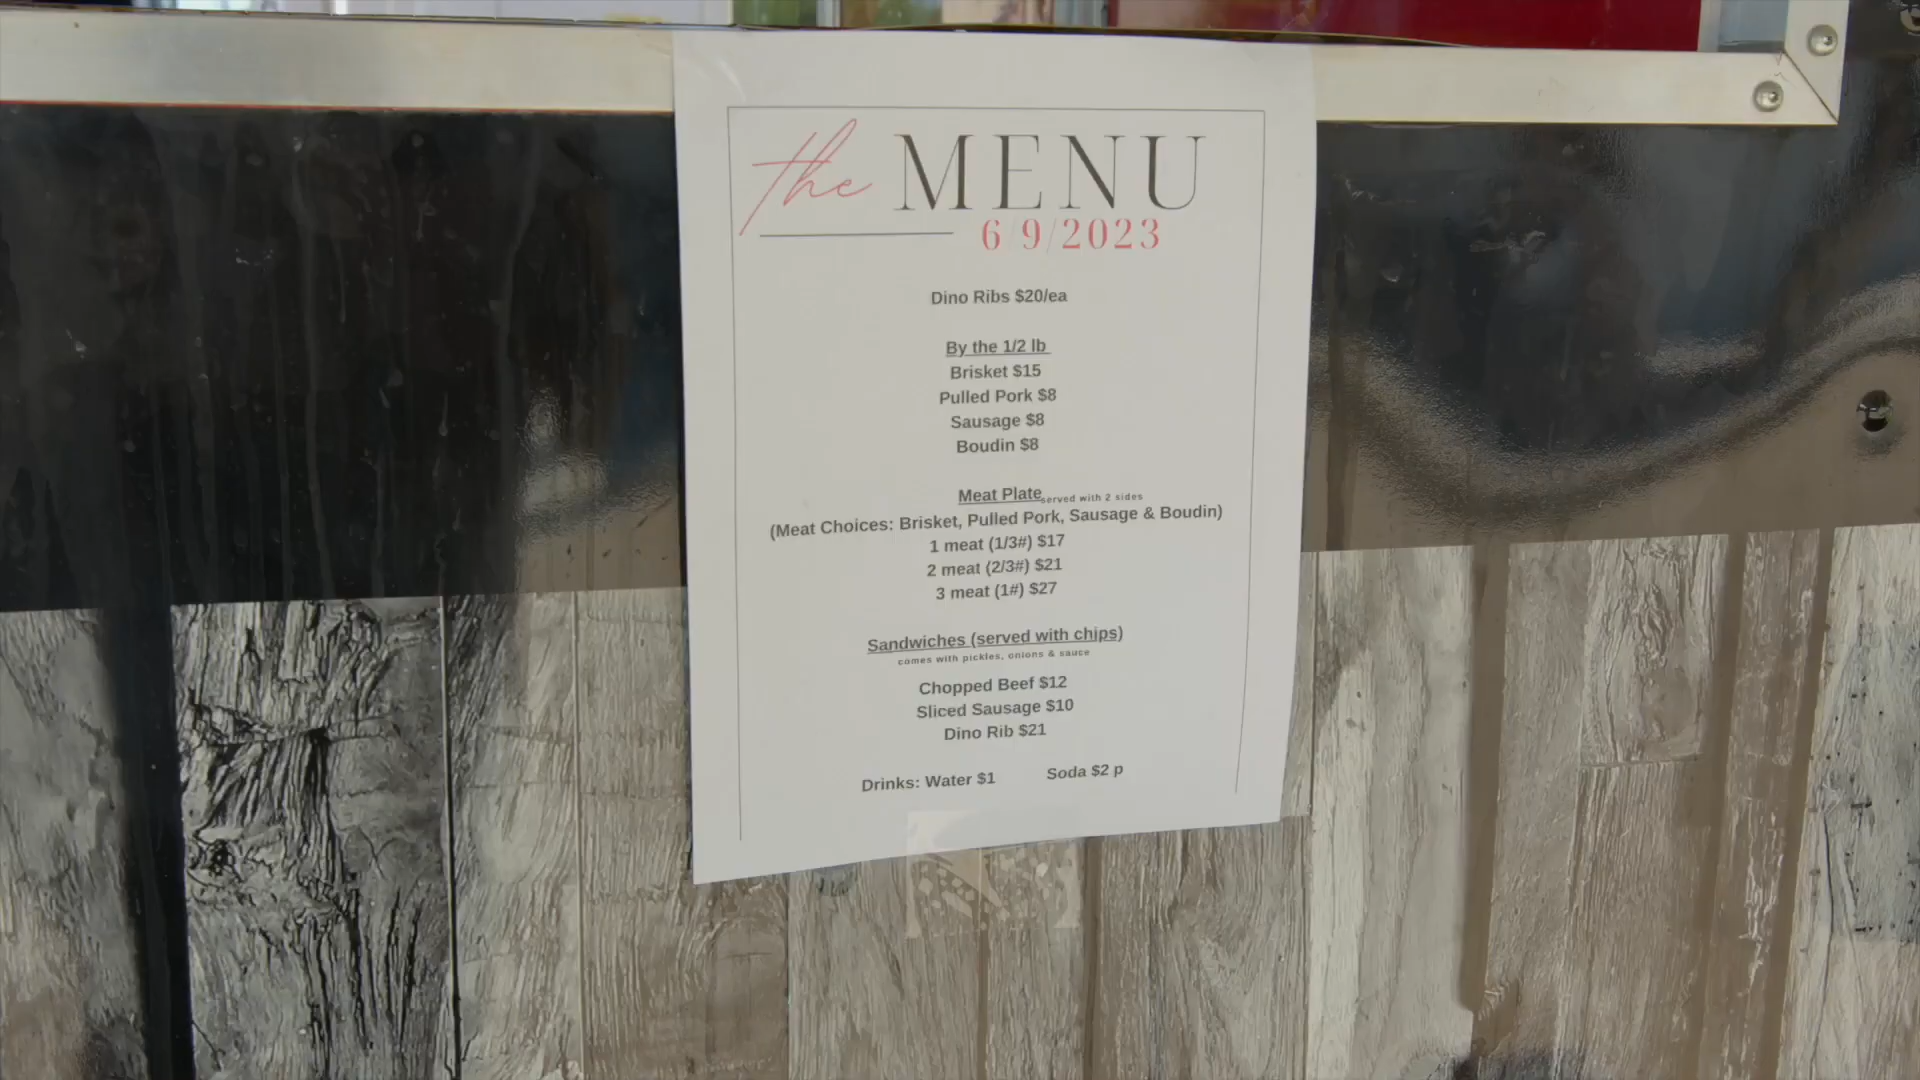 the MENU
6/9/2023
Dino Ribs $20/ea
By the 1/2 lb
Brisket $15
Pulled Pork $8
Sausage $8
Boudin $8
Meat Plate served with 2 sides
(Meat Choices: Brisket, Pulled Pork, Sausage & Boudin)
1 meat (1/3#) $17
2 meat (2/3#) $21
3 meat (1#) $27
Sandwiches (served with chips)
comes with pickles, onions & sauce
Chopped Beef $12
Sliced Sausage $10
Dino Rib $21
Drinks: Water $1 Soda $2 p